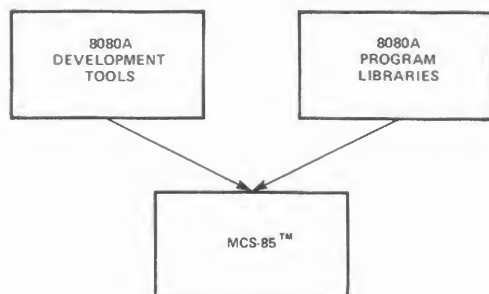 8080A
DEVELOPMENT
TOOLS
8080A
PROGRAM
LIBRARIES
MCS-85™